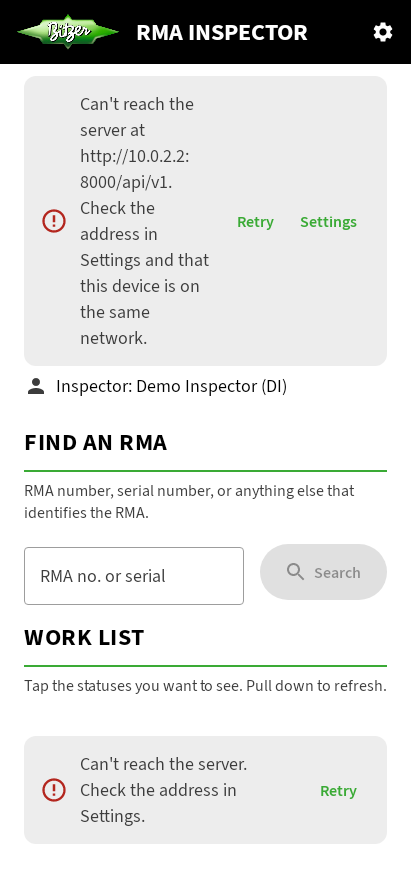 Bitzer
RMA INSPECTOR
Can't reach the
server at
http://10.0.2.2:
8000/api/v1.
Check the
address in
Settings and that
this device is on
the same
network.
Retry
Settings
Inspector: Demo Inspector (DI)
FIND AN RMA
RMA number, serial number, or anything else that
identifies the RMA.
RMA no. or serial
Search
WORK LIST
Tap the statuses you want to see. Pull down to refresh.
Can't reach the server.
Check the address in
Settings.
Retry